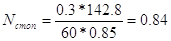 N_cmon = 0.3*142.8 / 60*0.85 = 0.84